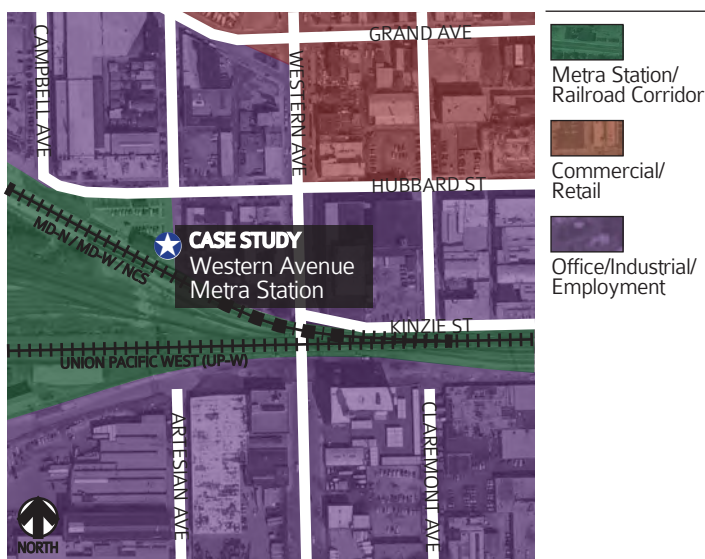 GRAND AVE
CAMPBELL AVE
WESTERN AVE
HUBBARD ST
MD-N / MD-W / NCS
CASE STUDY
Western Avenue
Metra Station
KINZIE ST
UNION PACIFIC WEST (UP-W)
ARTESIAN AVE
CLAREMONT AVE
NORTH
Metra Station/
Railroad Corridor
Commercial/
Retail
Office/Industrial/
Employment